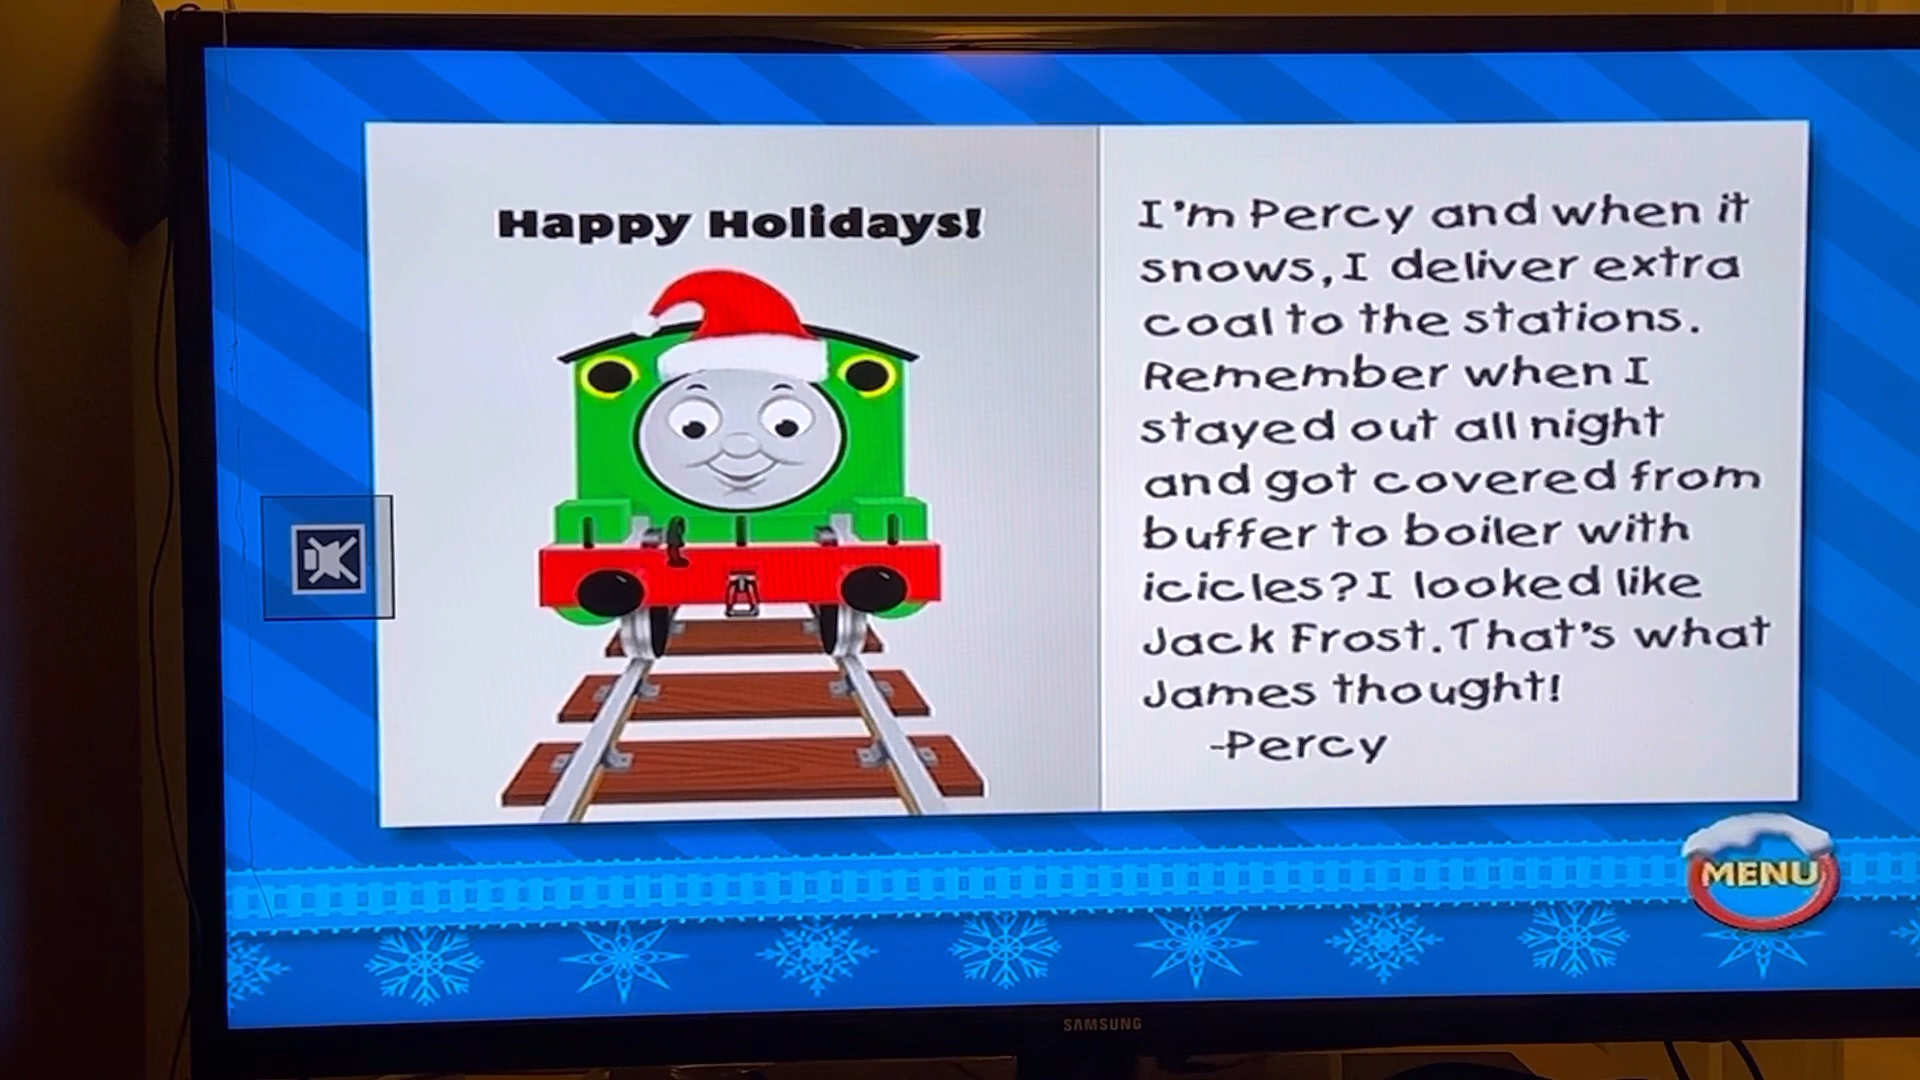 Happy Holidays!
I'm Percy and when it
snows, I deliver extra
coal to the stations.
Remember when I
stayed out all night
and got covered from
buffer to boiler with
icicles? I looked like
Jack Frost. That's what
James thought!
-Percy
MENU
SAMSUNG